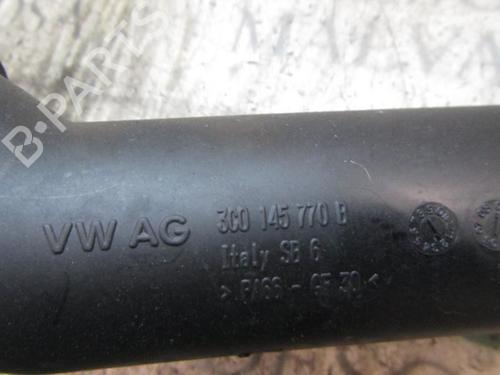 B-PARTS
VW AG 3C0 145 770 B
Italy SB 6
>PA66-GF30<